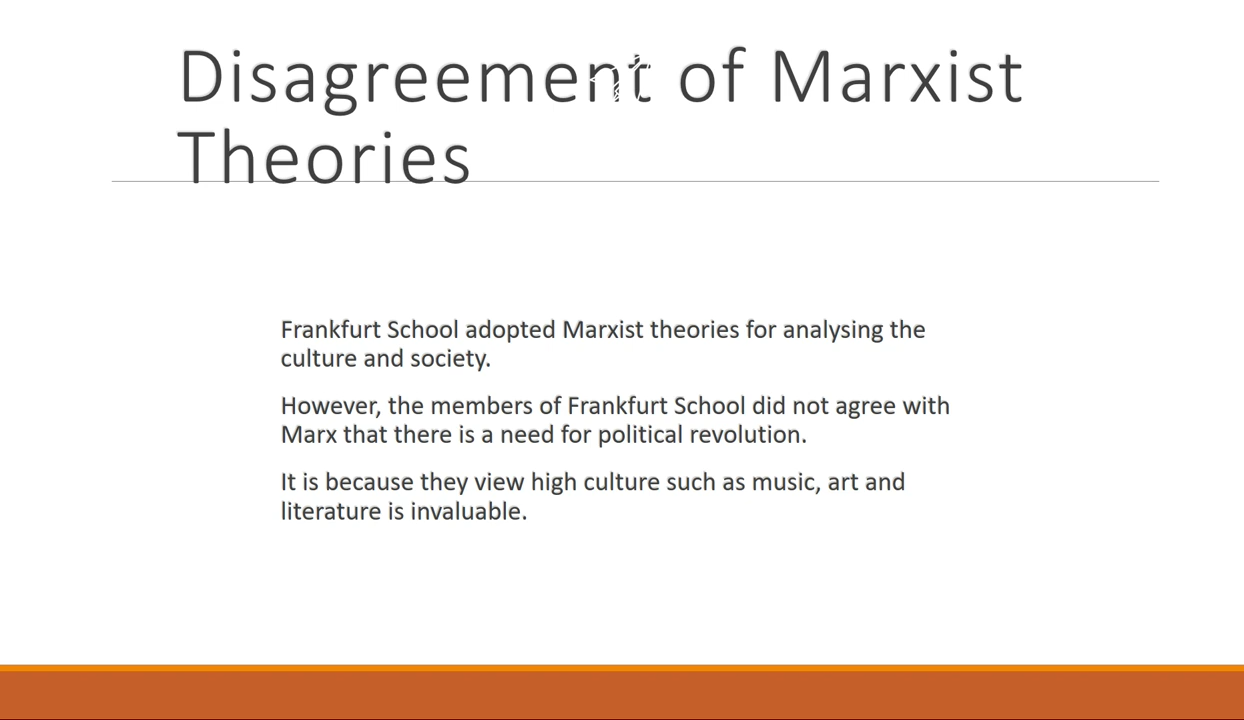 Disagreement of Marxist
Theories
Frankfurt School adopted Marxist theories for analysing the
culture and society.
However, the members of Frankfurt School did not agree with
Marx that there is a need for political revolution.
It is because they view high culture such as music, art and
literature is invaluable.